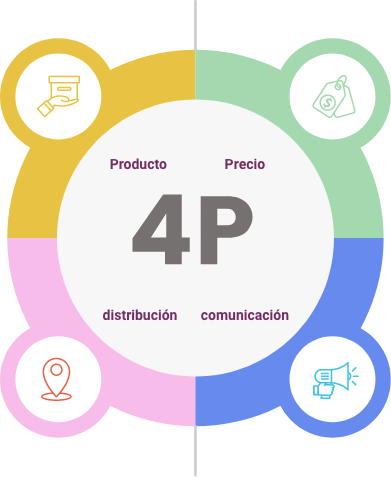 Producto
Precio
4P
distribución
comunicación